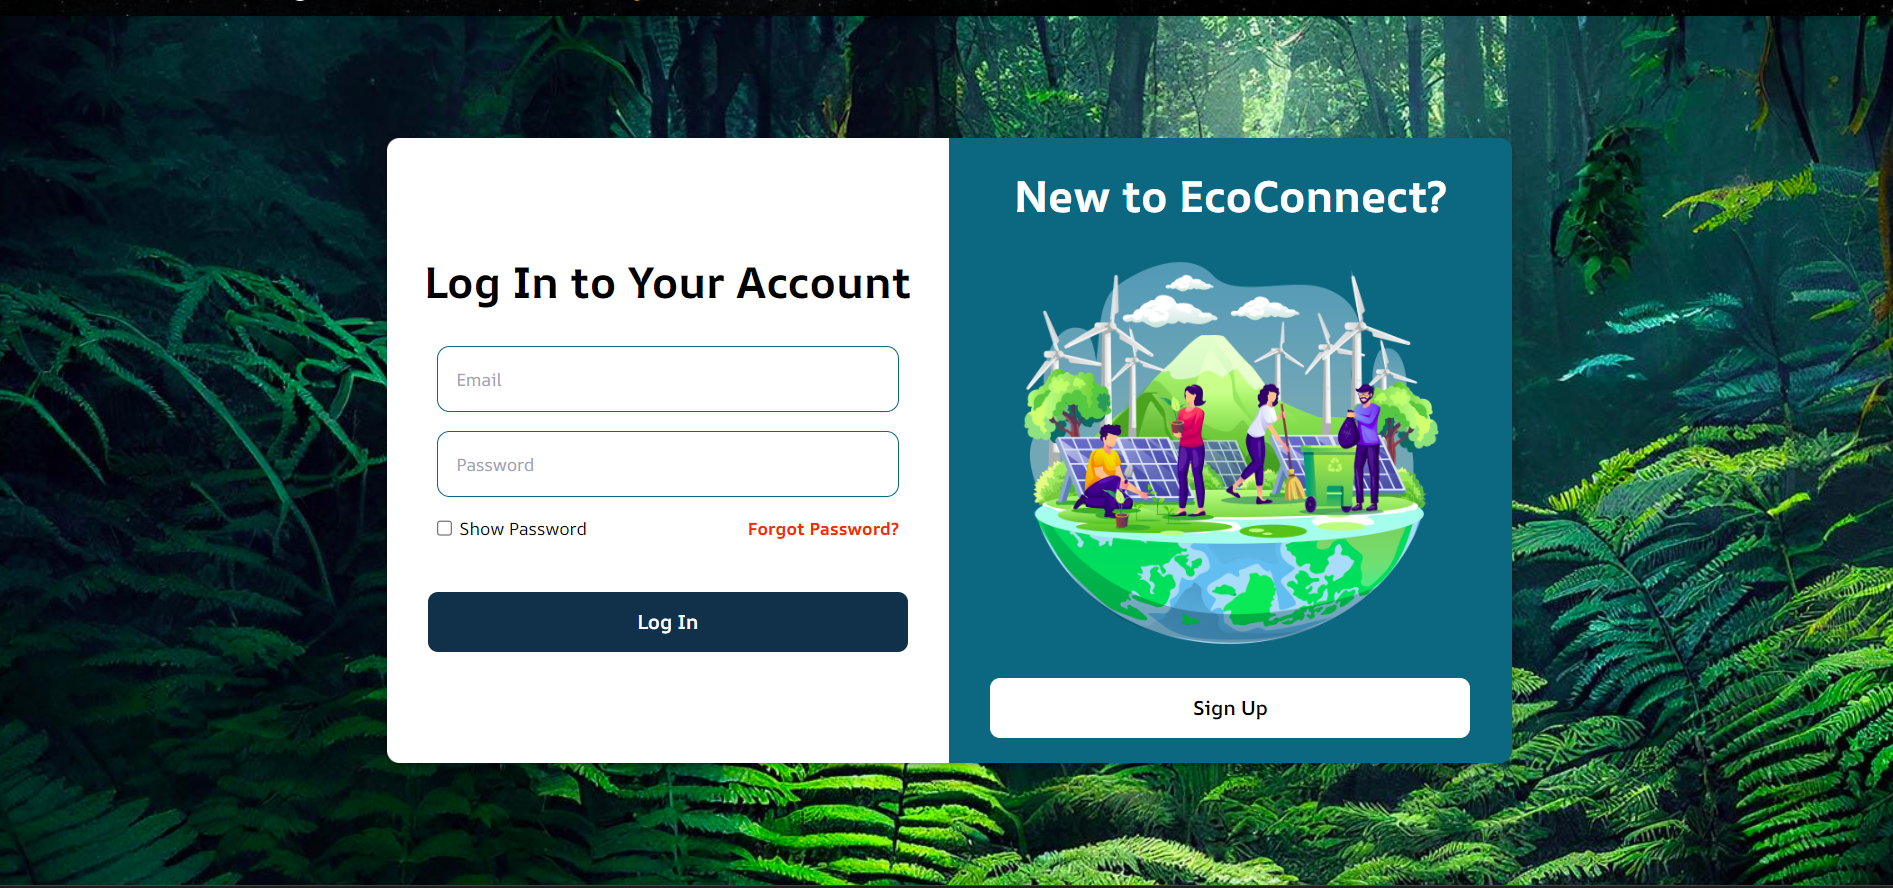 Log In to Your Account
Email
Password
Show Password
Forgot Password?
Log In
New to EcoConnect?
Sign Up